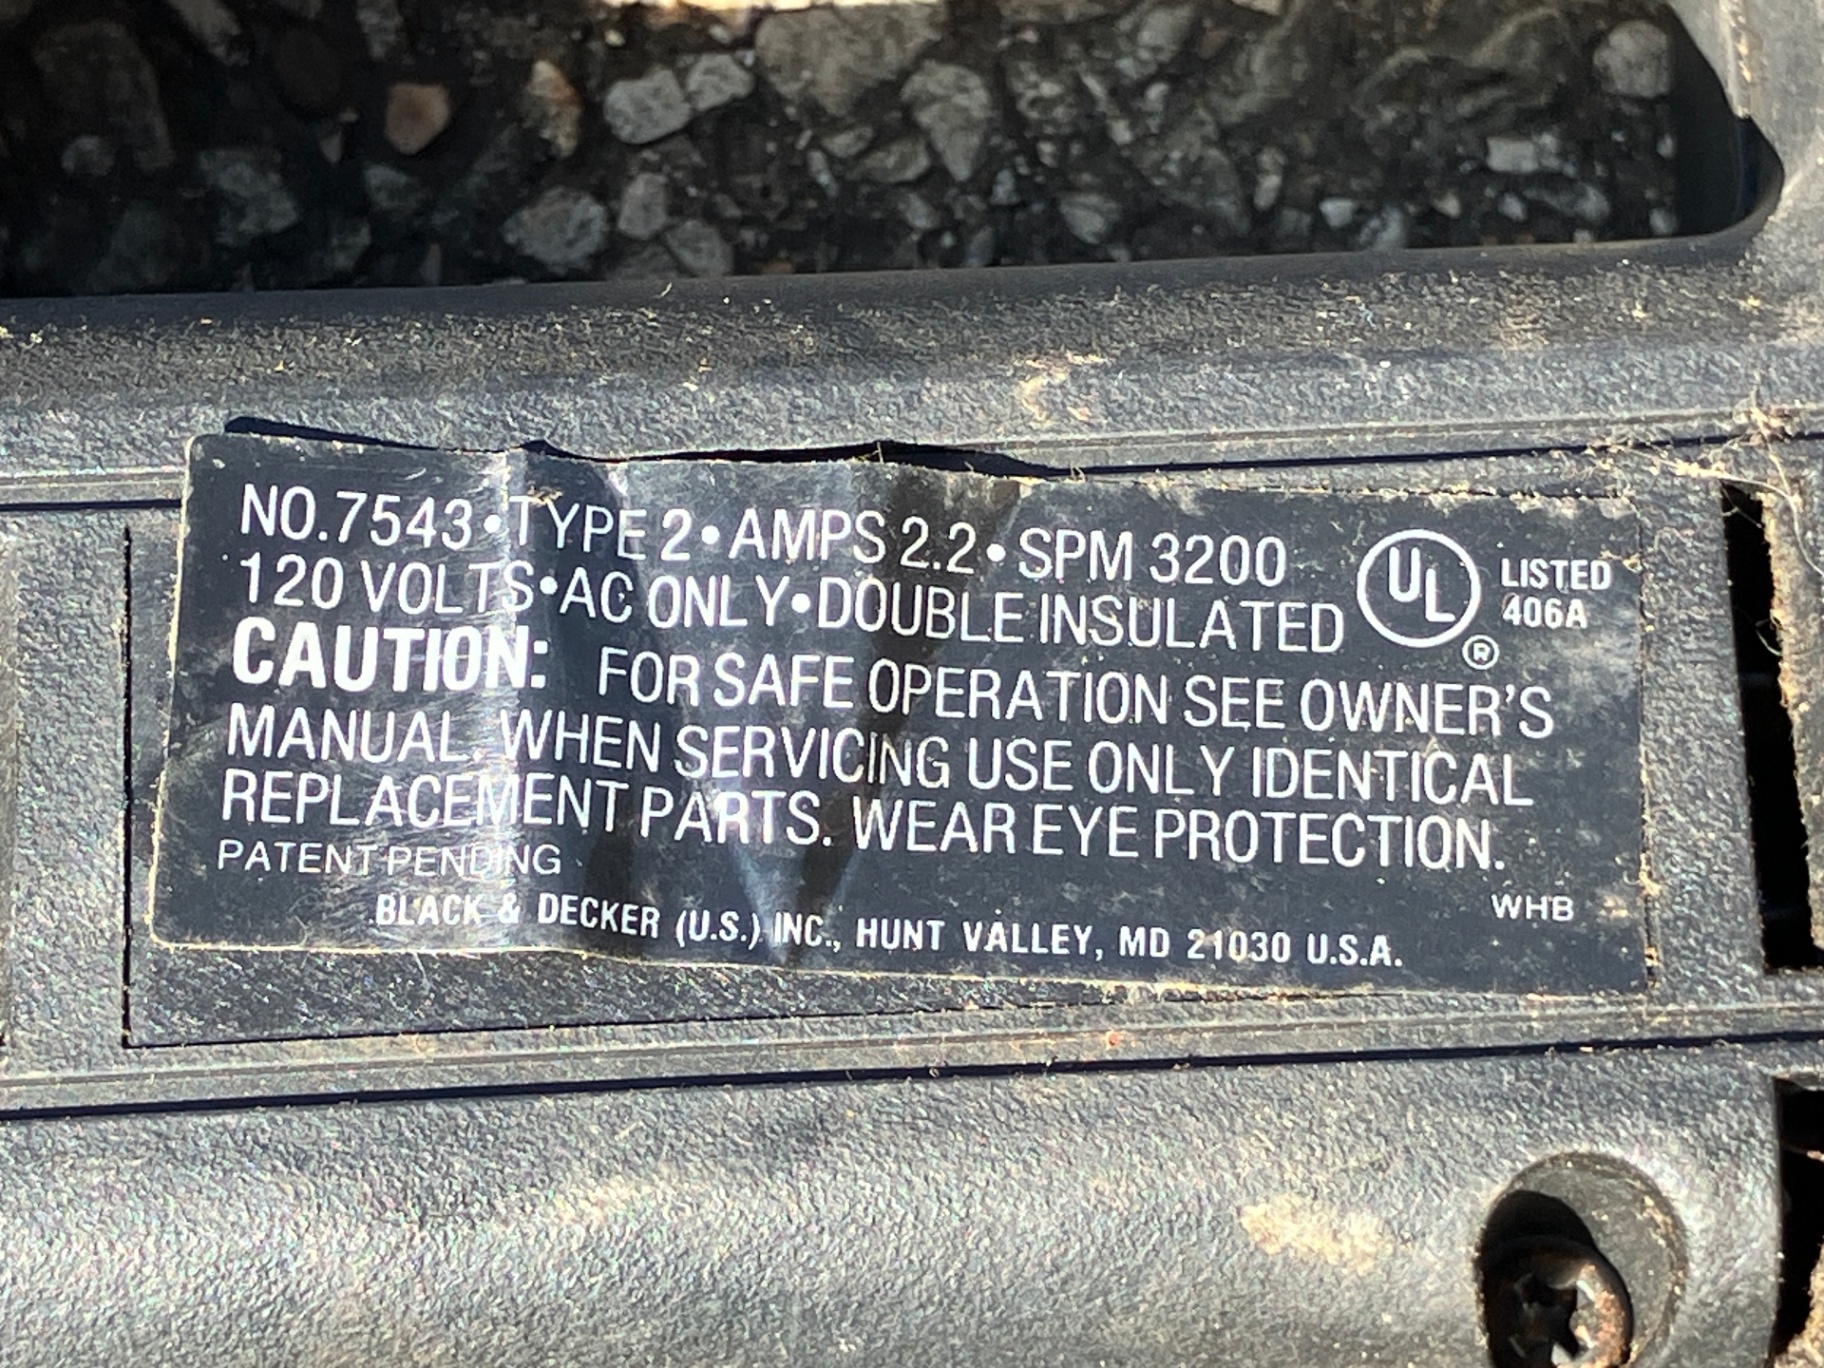 NO.7543•TYPE 2•AMPS 2.2•SPM 3200
120 VOLTS•AC ONLY•DOUBLE INSULATED
UL® LISTED
406A
CAUTION: FOR SAFE OPERATION SEE OWNER'S
MANUAL. WHEN SERVICING USE ONLY IDENTICAL
REPLACEMENT PARTS. WEAR EYE PROTECTION.
PATENT PENDING
WHB
BLACK & DECKER (U.S.) INC., HUNT VALLEY, MD 21030 U.S.A.